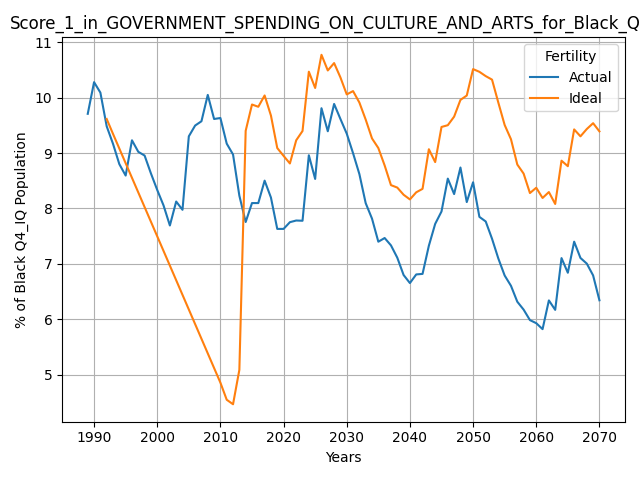 Score_1_in_GOVERNMENT_SPENDING_ON_CULTURE_AND_ARTS_for_Black_Q
% of Black Q4_IQ Population
11
10
9
8
7
6
5
Fertility
Actual
Ideal
1990 2000 2010 2020 2030 2040 2050 2060 2070
Years